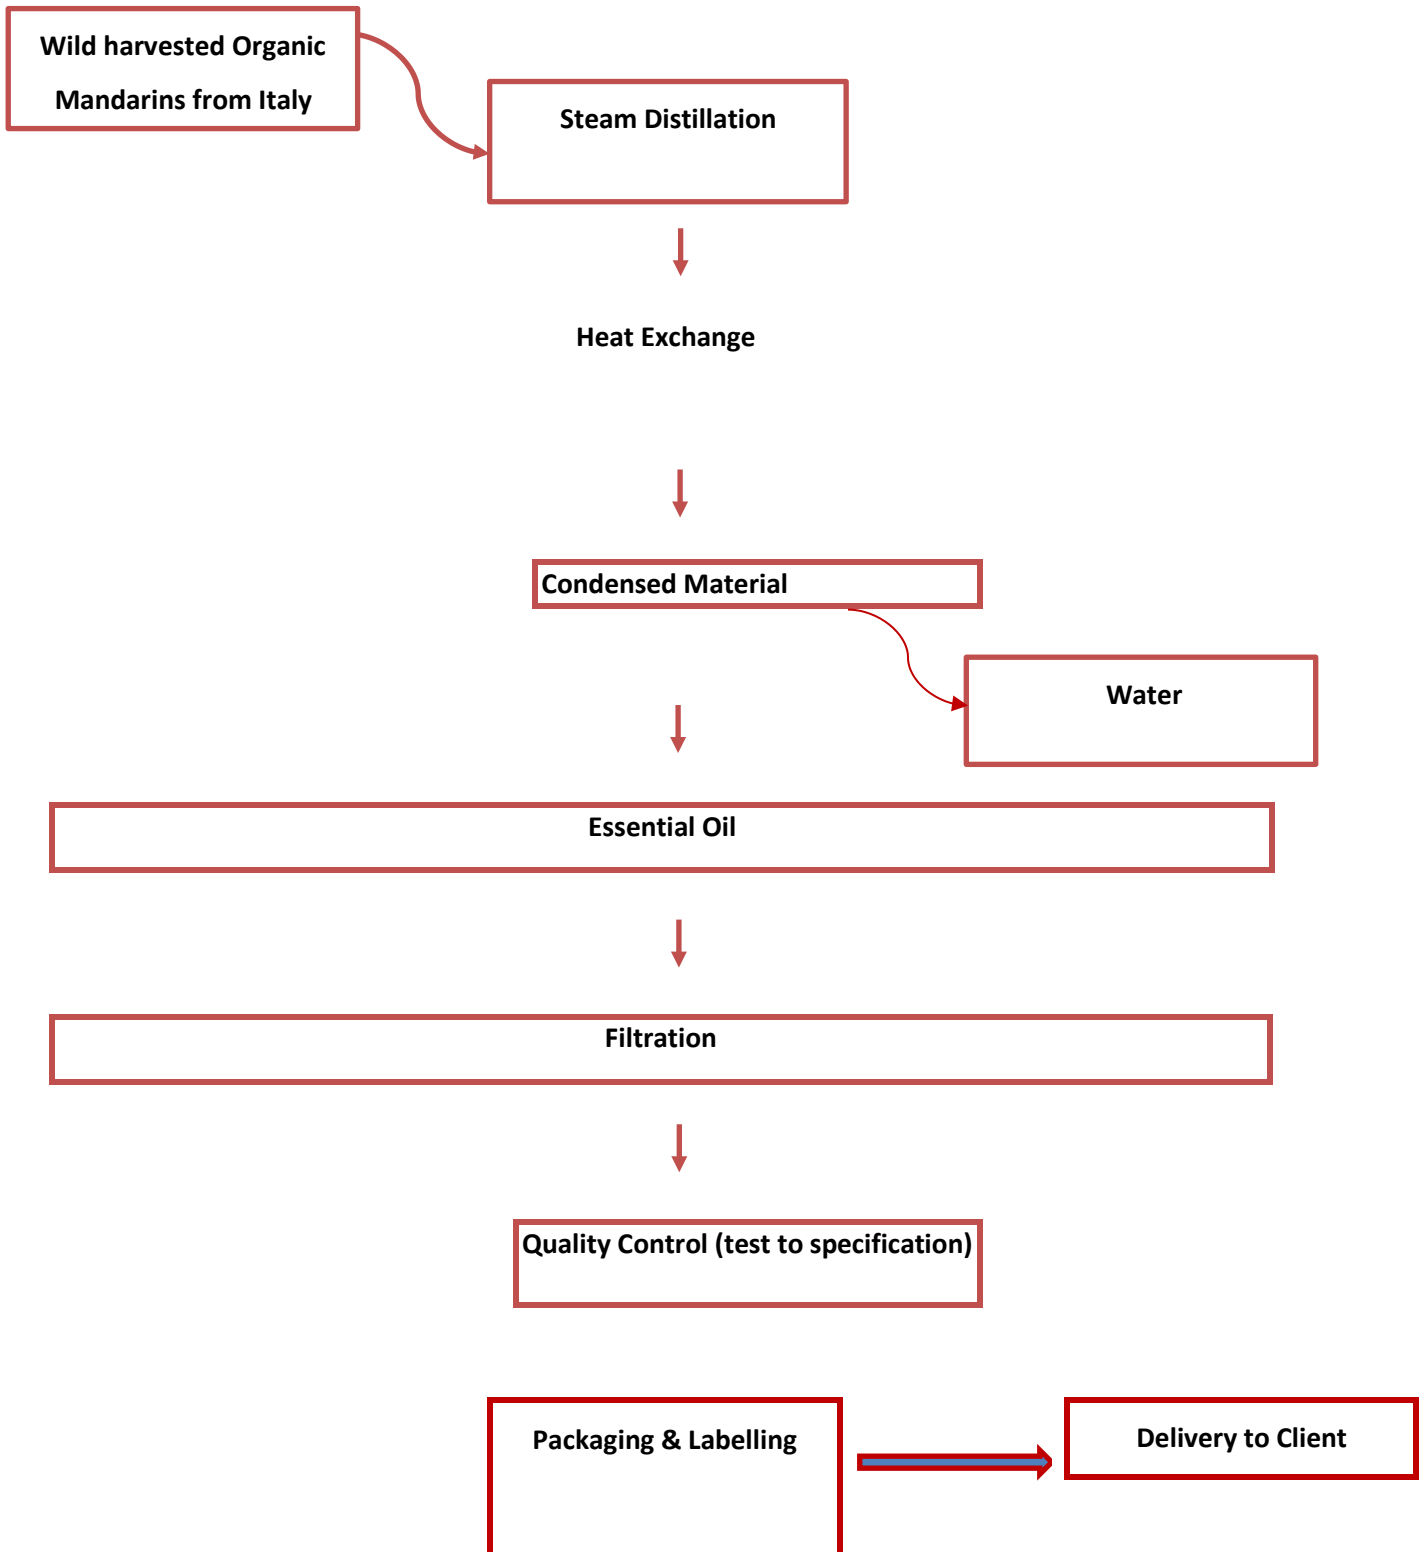 Wild harvested Organic
Mandarins from Italy
Steam Distillation
Heat Exchange
Condensed Material
Water
Essential Oil
Filtration
Quality Control (test to specification)
Packaging & Labelling
Delivery to Client